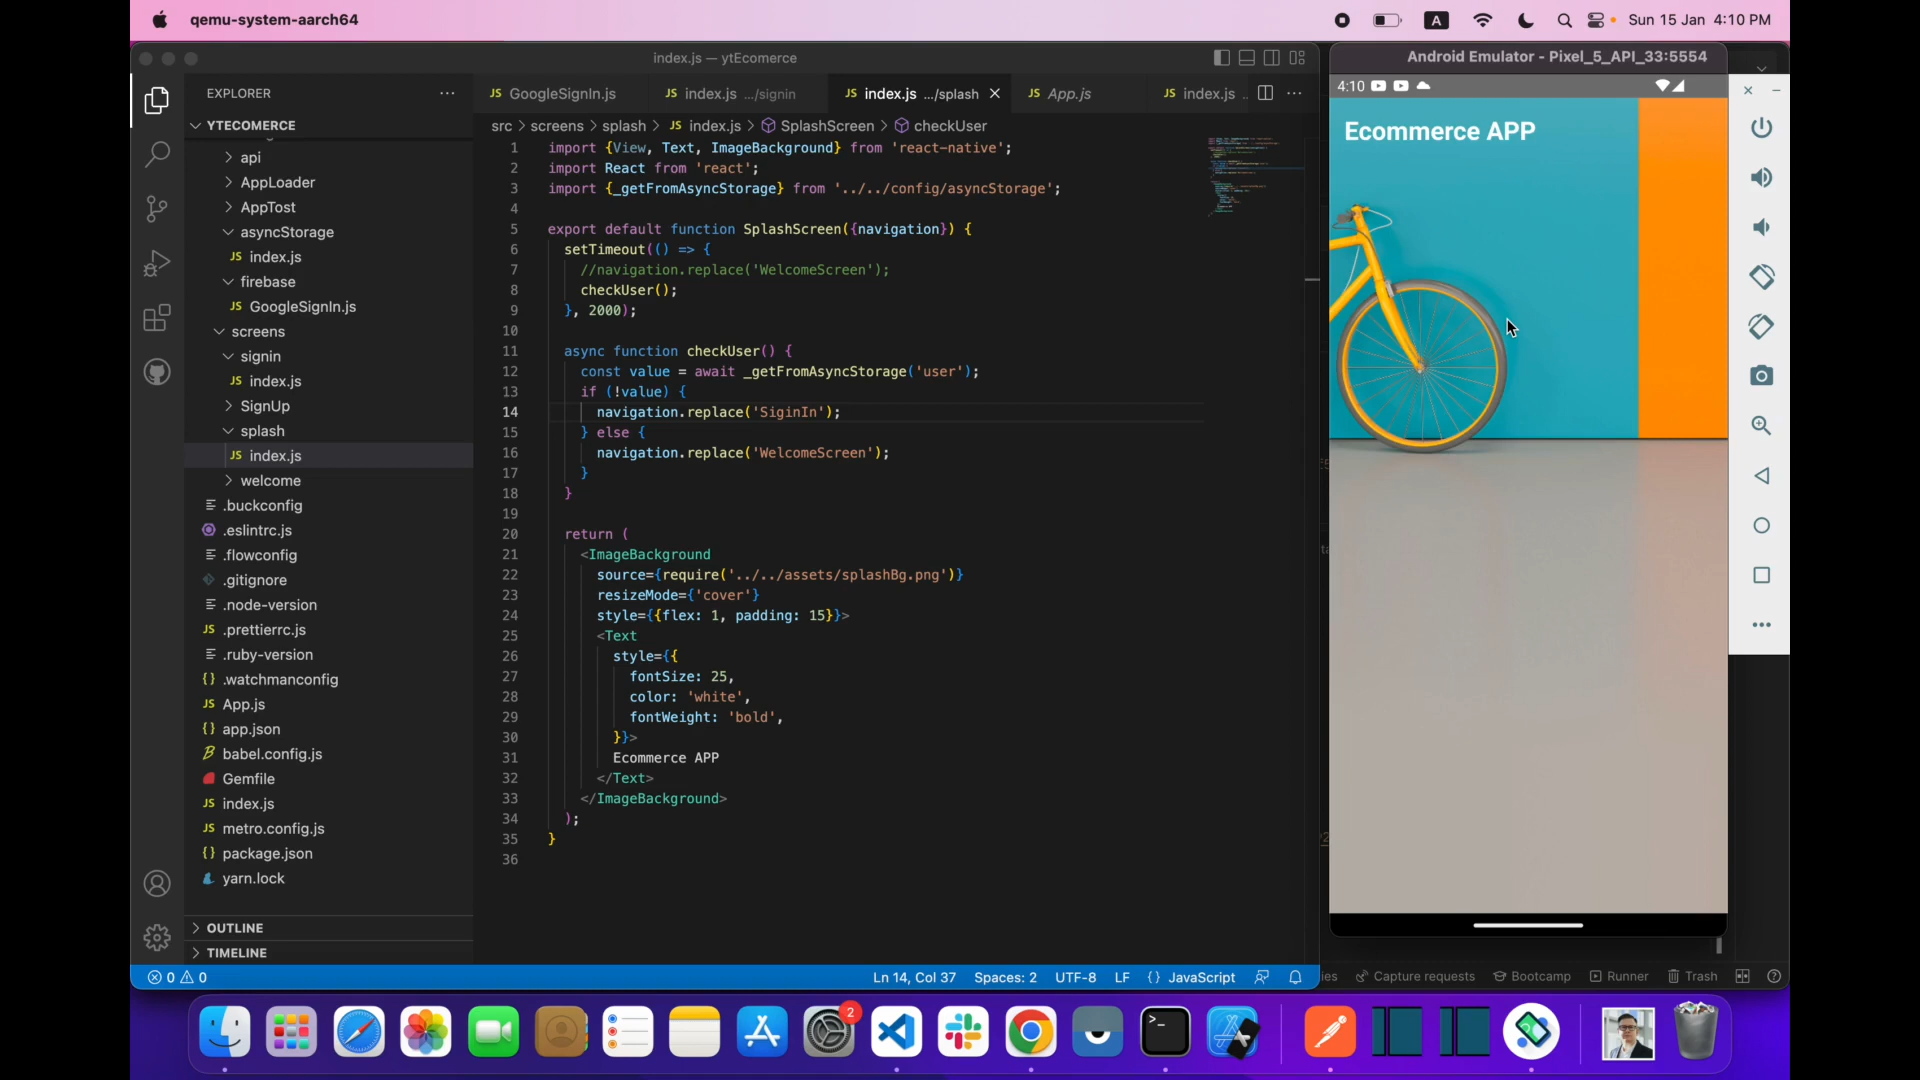 qemu-system-aarch64
A
Sun 15 Jan 4:10 PM
index.js — ytEcomerce
Android Emulator - Pixel_5_API_33:5554
EXPLORER
GoogleSignIn.js
index.js .../signin
index.js .../splash
App.js
index.js ..
YTECOMERCE
src > screens > splash > JS index.js > SplashScreen > checkUser
api
AppLoader
AppTost
asyncStorage
JS index.js
firebase
JS GoogleSignIn.js
screens
signin
JS index.js
SignUp
splash
JS index.js
welcome
.buckconfig
.eslintrc.js
.flowconfig
.gitignore
.node-version
JS .prettierrc.js
.ruby-version
{} .watchmanconfig
JS App.js
{} app.json
babel.config.js
Gemfile
JS index.js
JS metro.config.js
{} package.json
yarn.lock
OUTLINE
TIMELINE
1 import {View, Text, ImageBackground} from 'react-native';
2 import React from 'react';
3 import {_getFromAsyncStorage} from '../../config/asyncStorage';
4
5 export default function SplashScreen({navigation}) {
6 setTimeout(() => {
7 //navigation.replace('WelcomeScreen');
8 checkUser();
9 }, 2000);
10
11 async function checkUser() {
12 const value = await _getFromAsyncStorage('user');
13 if (!value) {
14 navigation.replace('SiginIn');
15 } else {
16 navigation.replace('WelcomeScreen');
17 }
18 }
19
20 return (
21 <ImageBackground
22 source={require('../../assets/splashBg.png')}
23 resizeMode={'cover'}
24 style={{flex: 1, padding: 15}}>
25 <Text
26 style={{
27 fontSize: 25,
28 color: 'white',
29 fontWeight: 'bold',
30 }}>
31 Ecommerce APP
32 </Text>
33 </ImageBackground>
34 );
35 }
36
4:10
Ecommerce APP
0 0
Ln 14, Col 37
Spaces: 2
UTF-8
LF
{} JavaScript
Capture requests
Bootcamp
Runner
Trash
2